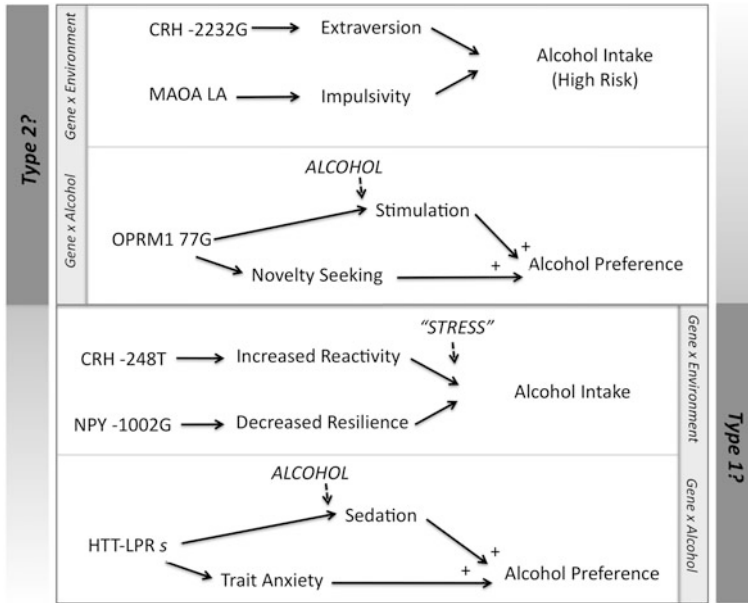 Type 2?
Gene x Environment
CRH -2232G
Extraversion
MAOA LA
Impulsivity
Alcohol Intake
(High Risk)
Gene x Alcohol
ALCOHOL
Stimulation
OPRM1 77G
Novelty Seeking
+
+
Alcohol Preference
Type 1?
Gene x Environment
"STRESS"
CRH -248T
Increased Reactivity
NPY -1002G
Decreased Resilience
Alcohol Intake
Gene x Alcohol
ALCOHOL
Sedation
HTT-LPR s
Trait Anxiety
+
+
Alcohol Preference